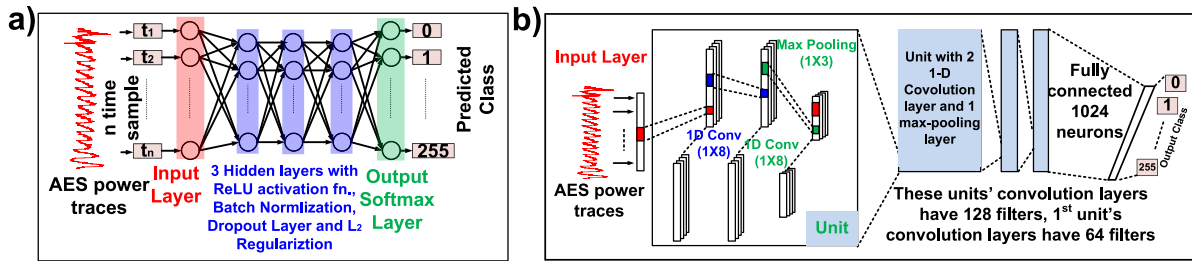 a)
t1
t2
tn
n time
sample
AES power
traces
Input
Layer
3 Hidden layers with
ReLU activation fn.,
Batch Normlization,
Dropout Layer and L2
Regulariztion
Output
Softmax
Layer
0
1
255
Predicted
Class
b)
Input Layer
AES power
traces
1D Conv
(1X8)
Max Pooling
(1X3)
1D Conv
(1X8)
Unit
Unit with 2
1-D
Covolution
layer and 1
max-pooling
layer
Fully
connected
1024
neurons
0
1
255
Output Class
These units' convolution layers
have 128 filters, 1st unit's
convolution layers have 64 filters